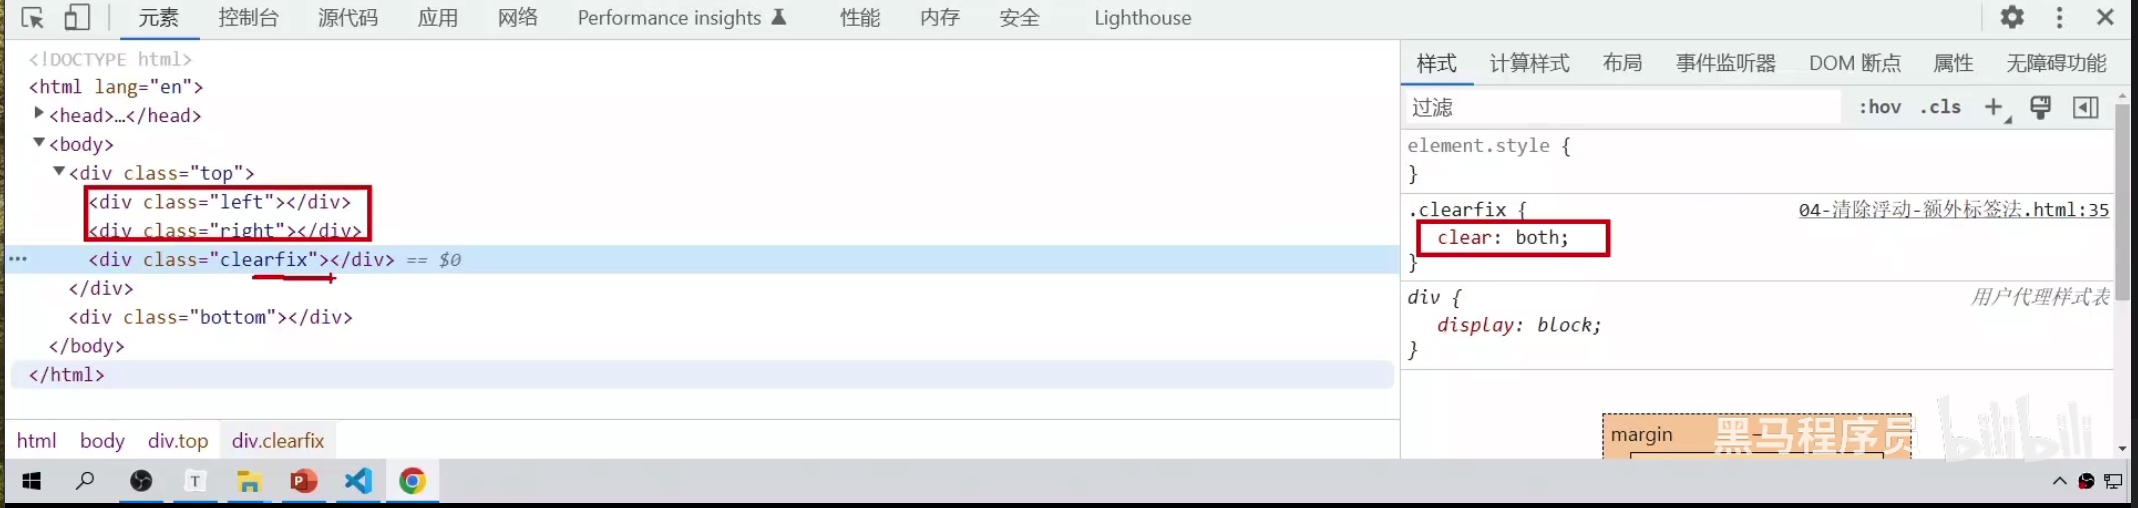 元素 控制台 源代码 应用 网络 Performance insights 性能 内存 安全 Lighthouse
<!DOCTYPE html>
<html lang="en">
<head>…</head>
<body>
<div class="top">
<div class="left"></div>
<div class="right"></div>
<div class="clearfix"></div> == $0
</div>
<div class="bottom"></div>
</body>
</html>
html body div.top div.clearfix
样式 计算样式 布局 事件监听器 DOM 断点 属性 无障碍功能
过滤 :hov .cls
element.style {
}
.clearfix { 04-清除浮动-额外标签法.html:35
clear: both;
}
div { 用户代理样式表
display: block;
}
margin
黑马程序员 bilibili